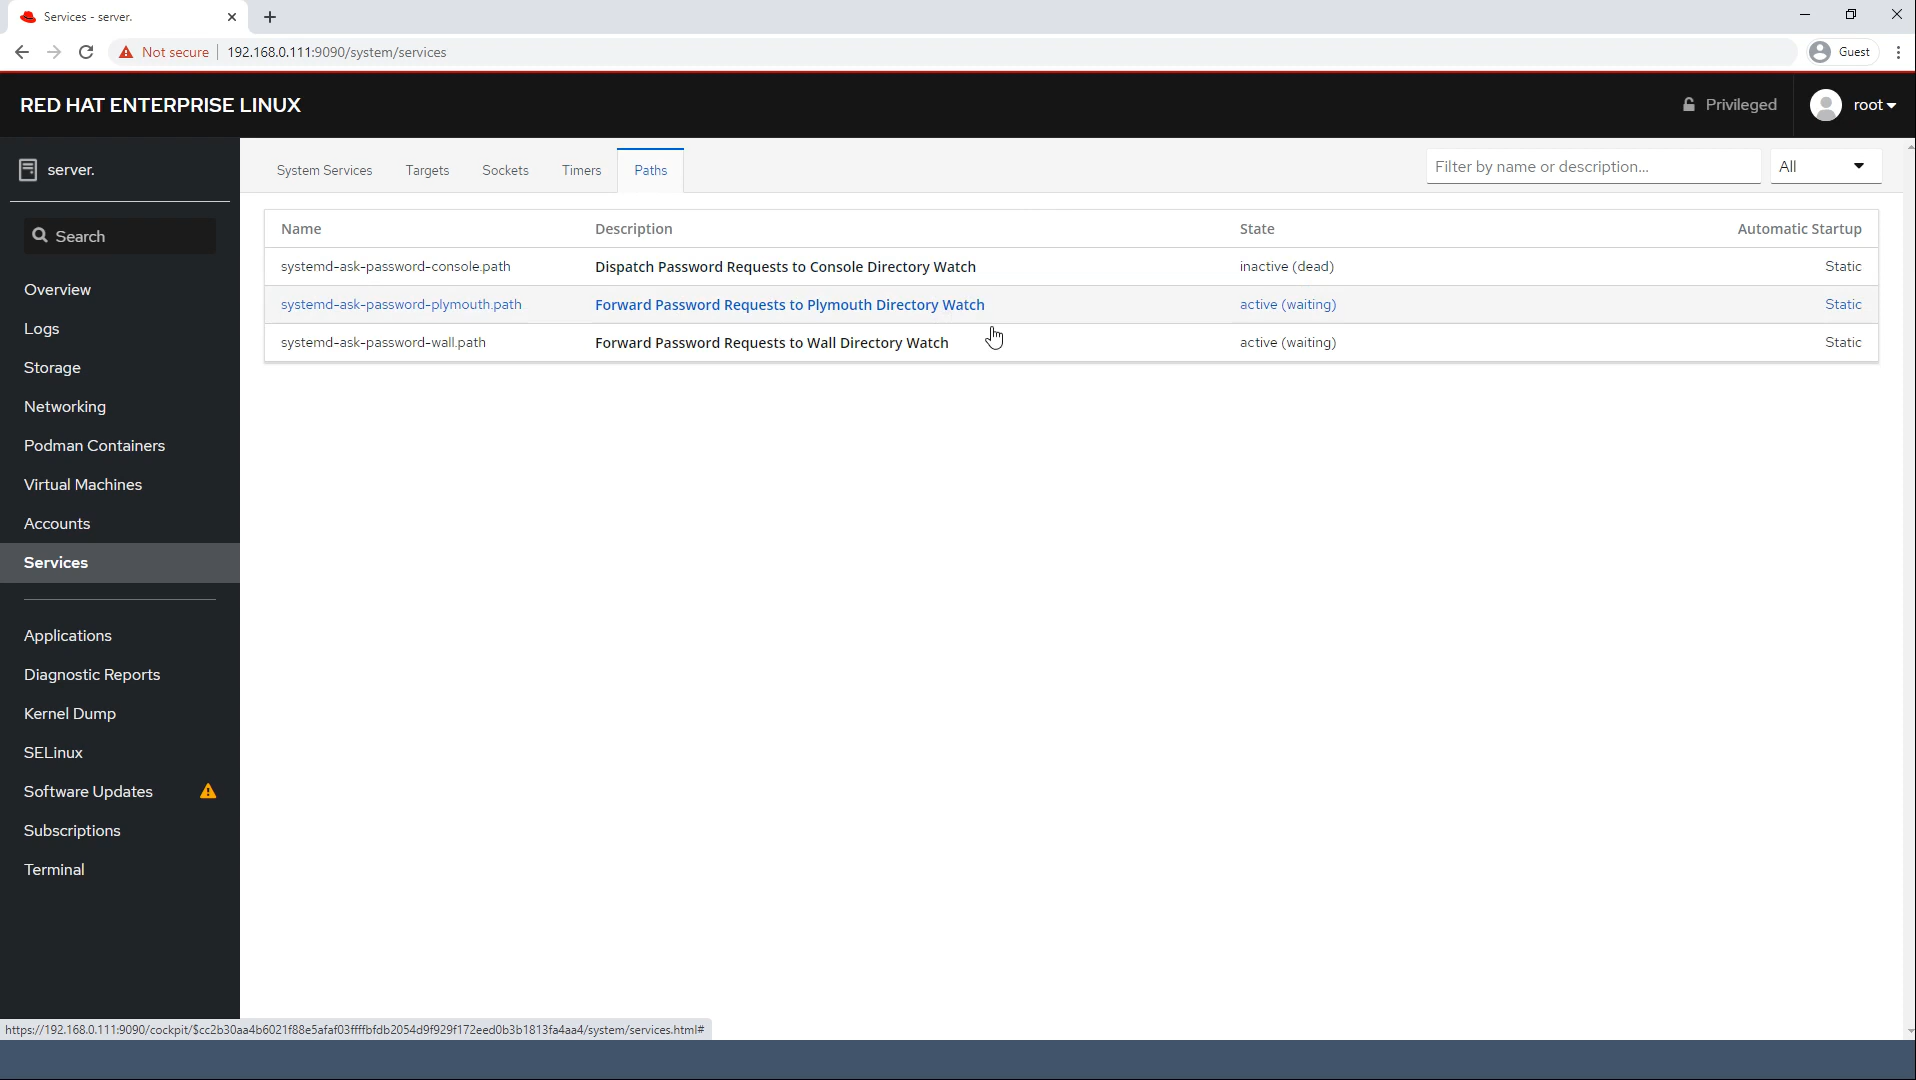 Services - server.
Not secure 192.168.0.111:9090/system/services Guest
RED HAT ENTERPRISE LINUX Privileged root
server.
System Services Targets Sockets Timers Paths Filter by name or description... All
Name Description State Automatic Startup
systemd-ask-password-console.path Dispatch Password Requests to Console Directory Watch inactive (dead) Static
systemd-ask-password-plymouth.path Forward Password Requests to Plymouth Directory Watch active (waiting) Static
systemd-ask-password-wall.path Forward Password Requests to Wall Directory Watch active (waiting) Static
Search
Overview
Logs
Storage
Networking
Podman Containers
Virtual Machines
Accounts
Services
Applications
Diagnostic Reports
Kernel Dump
SELinux
Software Updates
Subscriptions
Terminal
https://192.168.0.111:9090/cockpit/$cc2b30aa4b6021f88e5afaf03ffffbfdb2054d9f929f172eed0b3b1813fa4aa4/system/services.html#